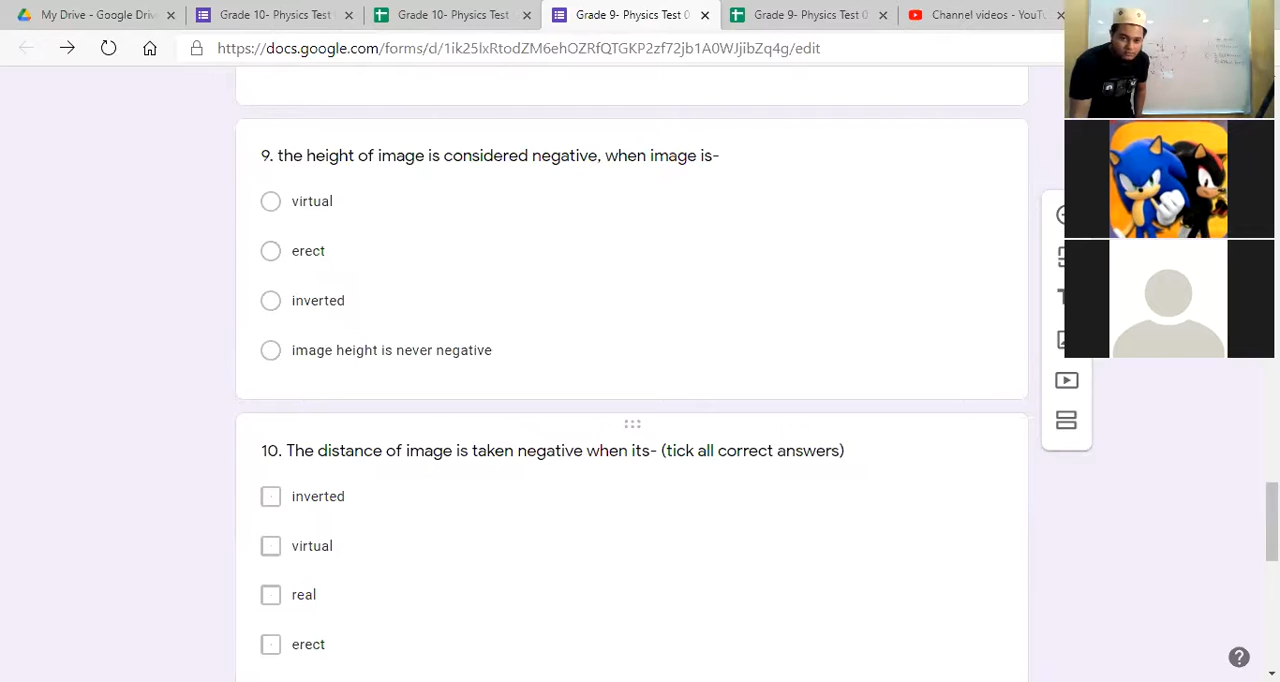 My Drive - Google Driv
Grade 10- Physics Test
Grade 10- Physics Test
Grade 9- Physics Test 0
Grade 9- Physics Test 0
Channel videos - YouTu
https://docs.google.com/forms/d/1ik25lxRtodZM6ehOZRfQTGKP2zf72jb1A0WJjibZq4g/edit
9. the height of image is considered negative, when image is-
virtual
erect
inverted
image height is never negative
10. The distance of image is taken negative when its- (tick all correct answers)
inverted
virtual
real
erect